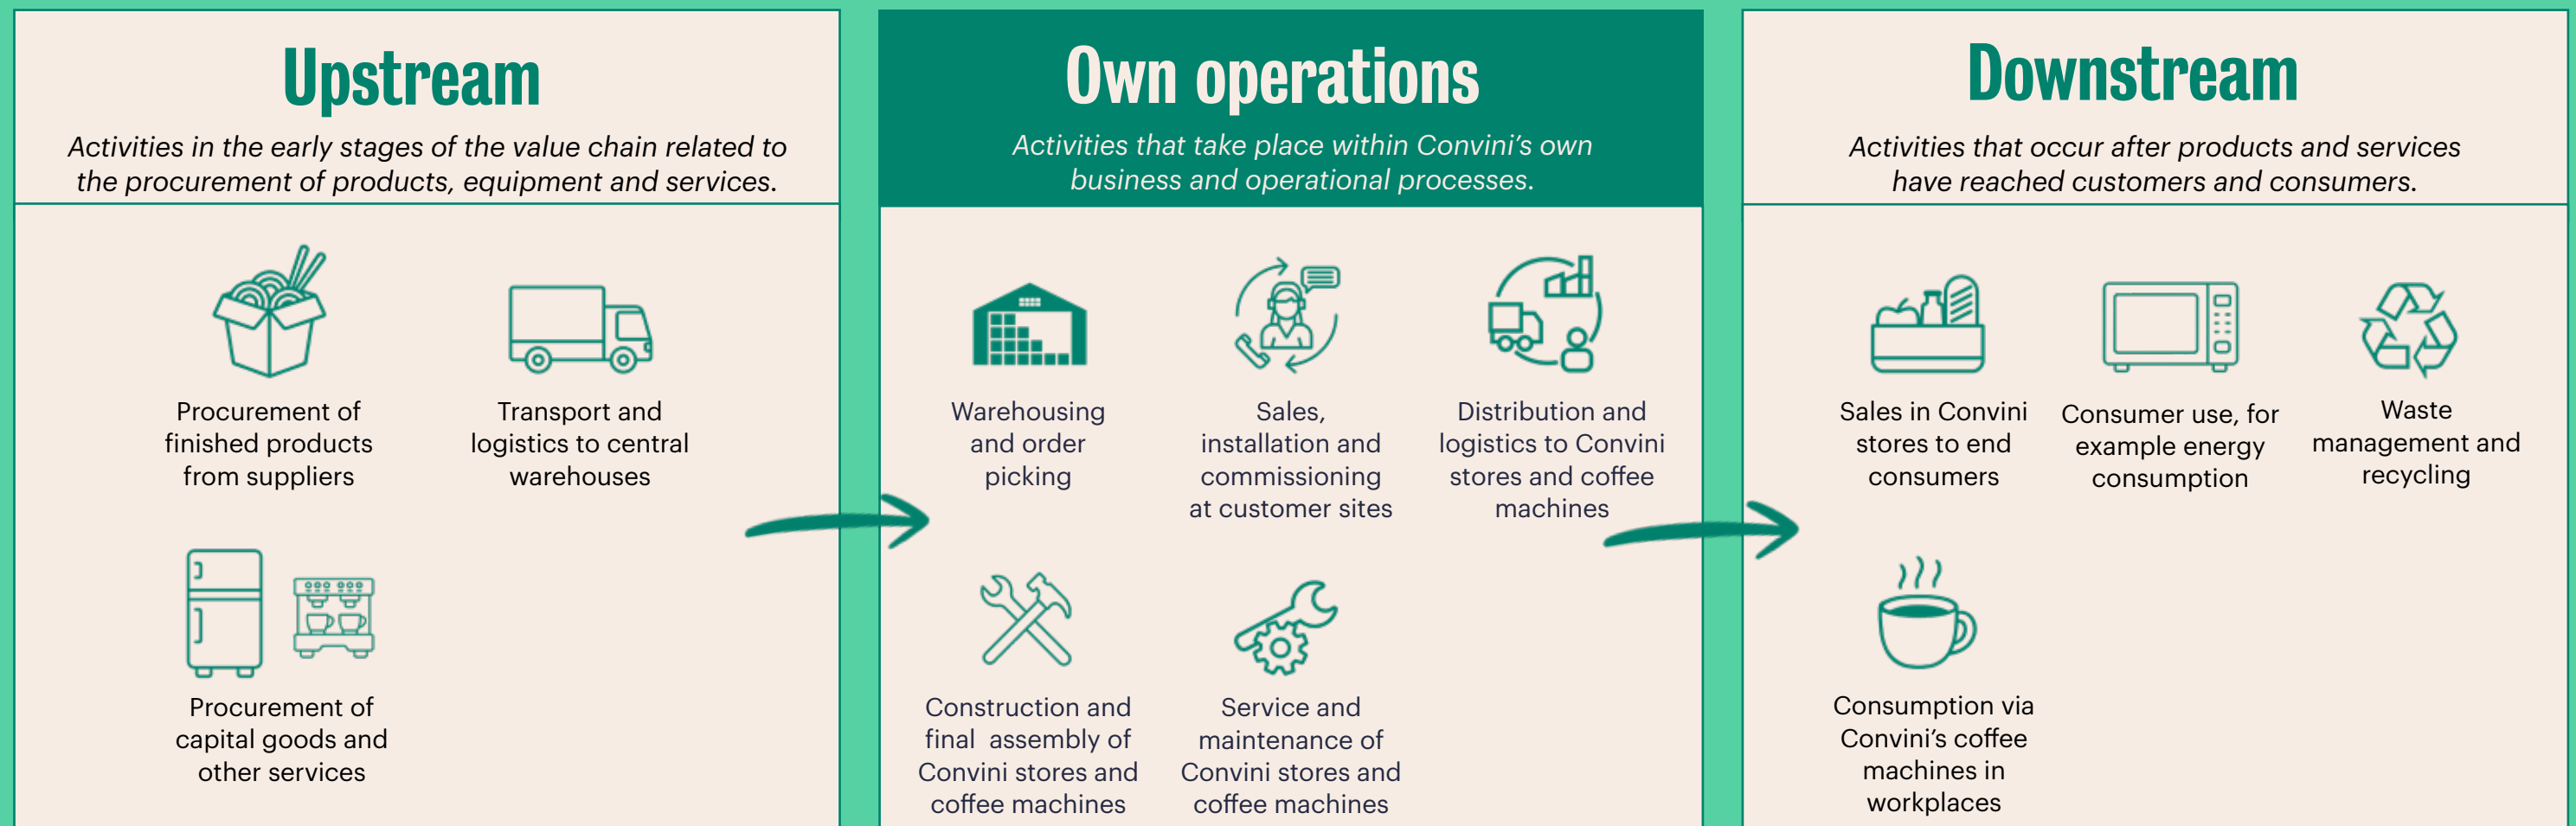 Upstream
Activities in the early stages of the value chain related to
the procurement of products, equipment and services.
Procurement of
finished products
from suppliers
Transport and
logistics to central
warehouses
Procurement of
capital goods and
other services
Own operations
Activities that take place within Convini’s own
business and operational processes.
Warehousing
and order
picking
Sales,
installation and
commissioning
at customer sites
Distribution and
logistics to Convini
stores and coffee
machines
Construction and
final  assembly of
Convini stores and
coffee machines
Service and
maintenance of
Convini stores and
coffee machines
Downstream
Activities that occur after products and services
have reached customers and consumers.
Sales in Convini
stores to end
consumers
Consumer use, for
example energy
consumption
Waste
management and
recycling
Consumption via
Convini’s coffee
machines in
workplaces